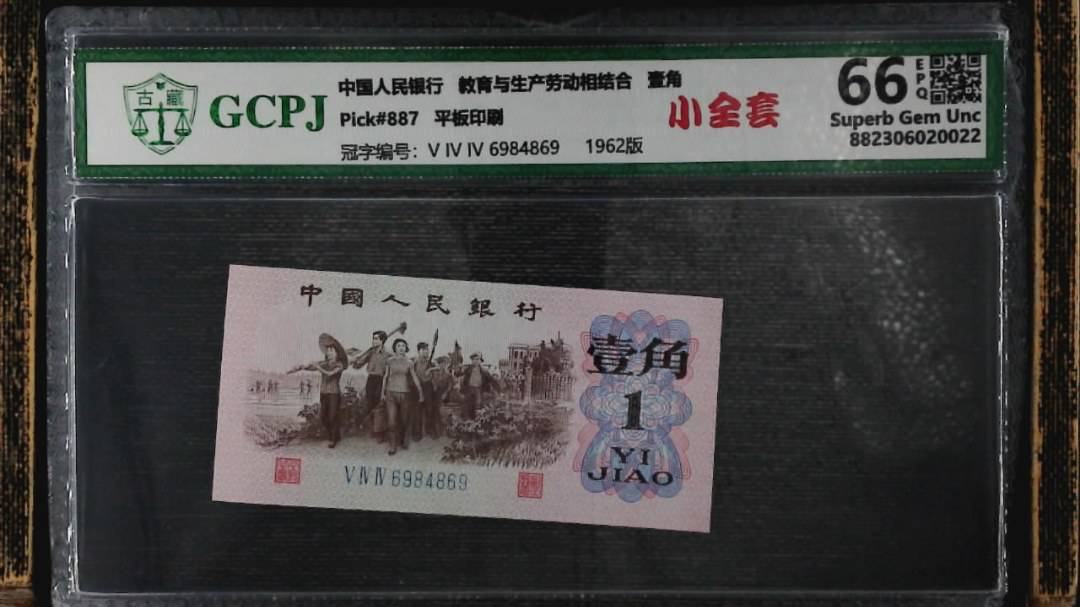 古 藏
GCPJ
中国人民银行 教育与生产劳动相结合 壹角
Pick#887 平板印刷
冠字编号: V IV IV 6984869 1962版
小全套
66 EPQ
Superb Gem Unc
882306020022
中國人民銀行
壹角
1
YI
JIAO
V IV IV 6984869